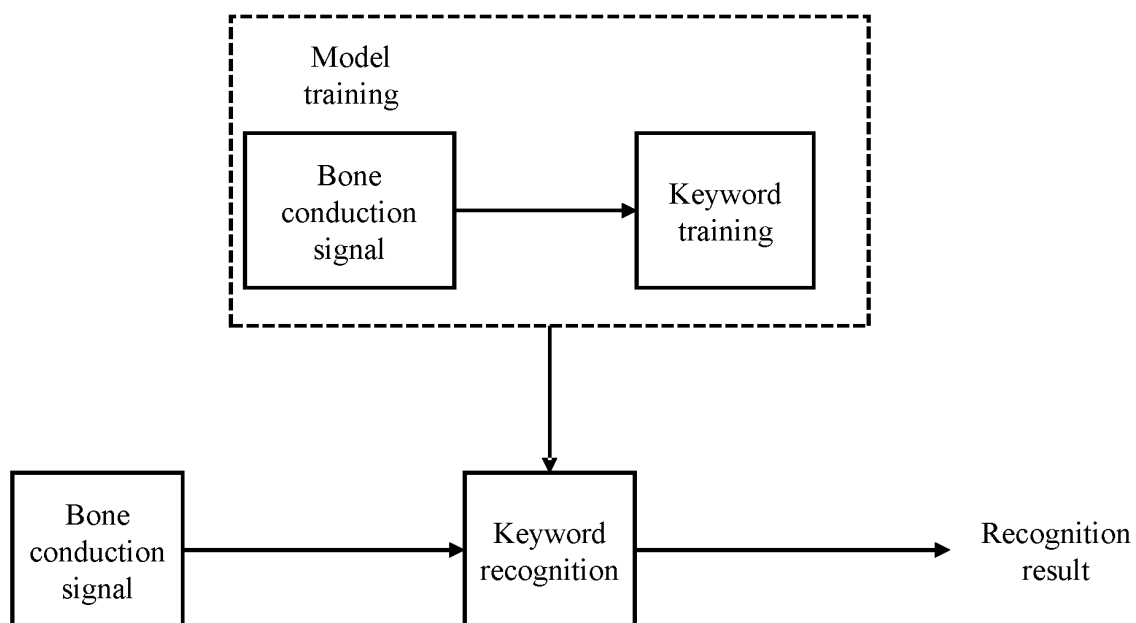 Model
training
Bone
conduction
signal
Keyword
training
Bone
conduction
signal
Keyword
recognition
Recognition
result